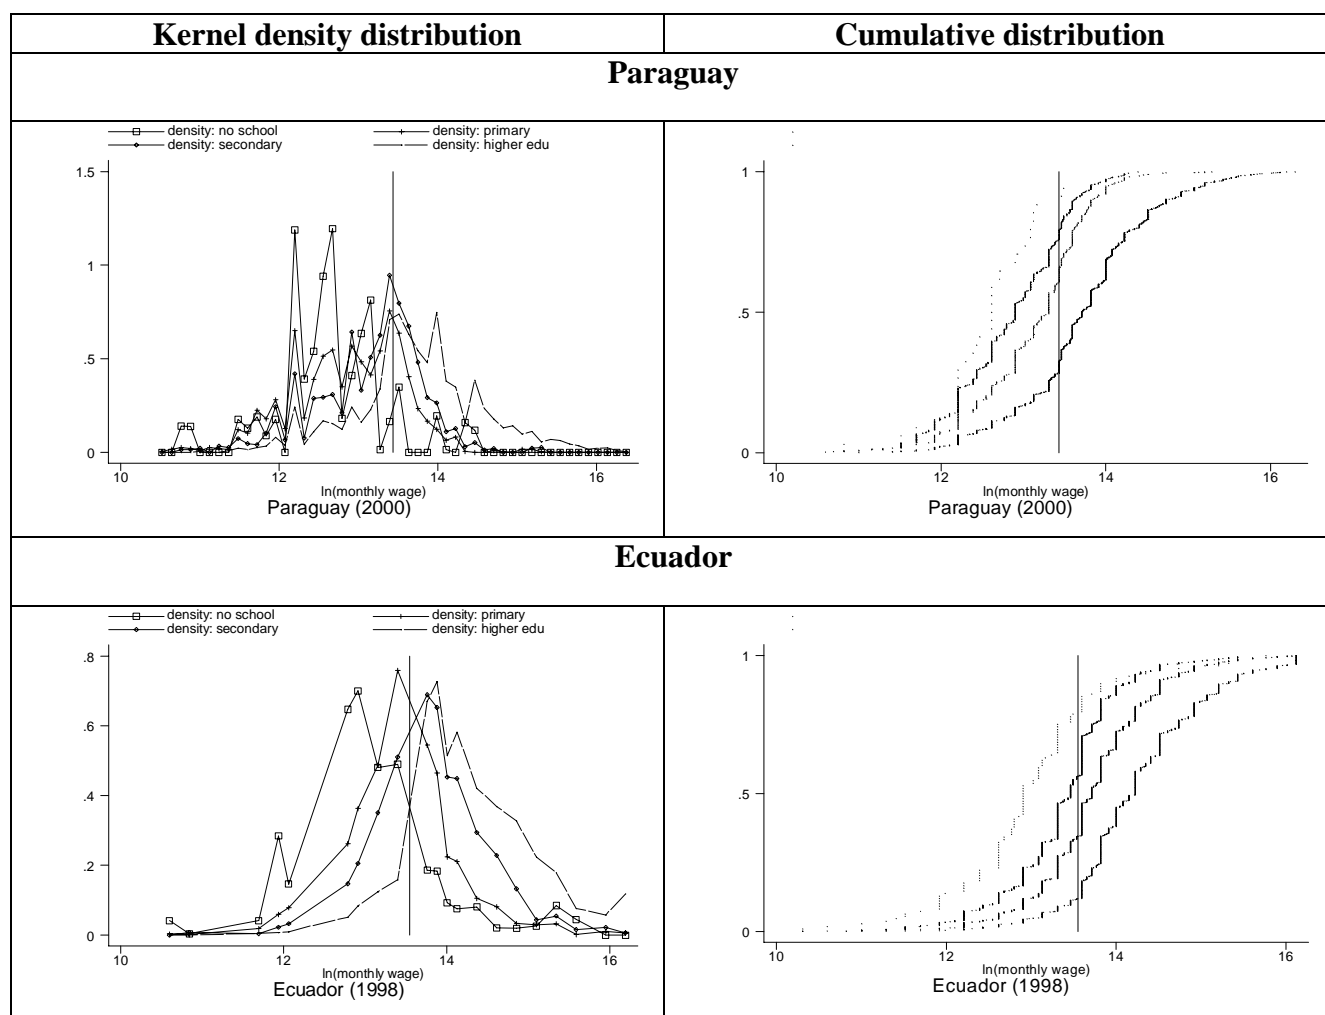 Kernel density distribution
Cumulative distribution
Paraguay
density: no school
density: primary
density: secondary
density: higher edu
1.5
1
.5
0
10
12
14
16
ln(monthly wage)
Paraguay (2000)
1
.5
0
10
12
14
16
ln(monthly wage)
Paraguay (2000)
Ecuador
density: no school
density: primary
density: secondary
density: higher edu
.8
.6
.4
.2
0
10
12
14
16
ln(monthly wage)
Ecuador (1998)
1
.5
0
10
12
14
16
ln(monthly wage)
Ecuador (1998)